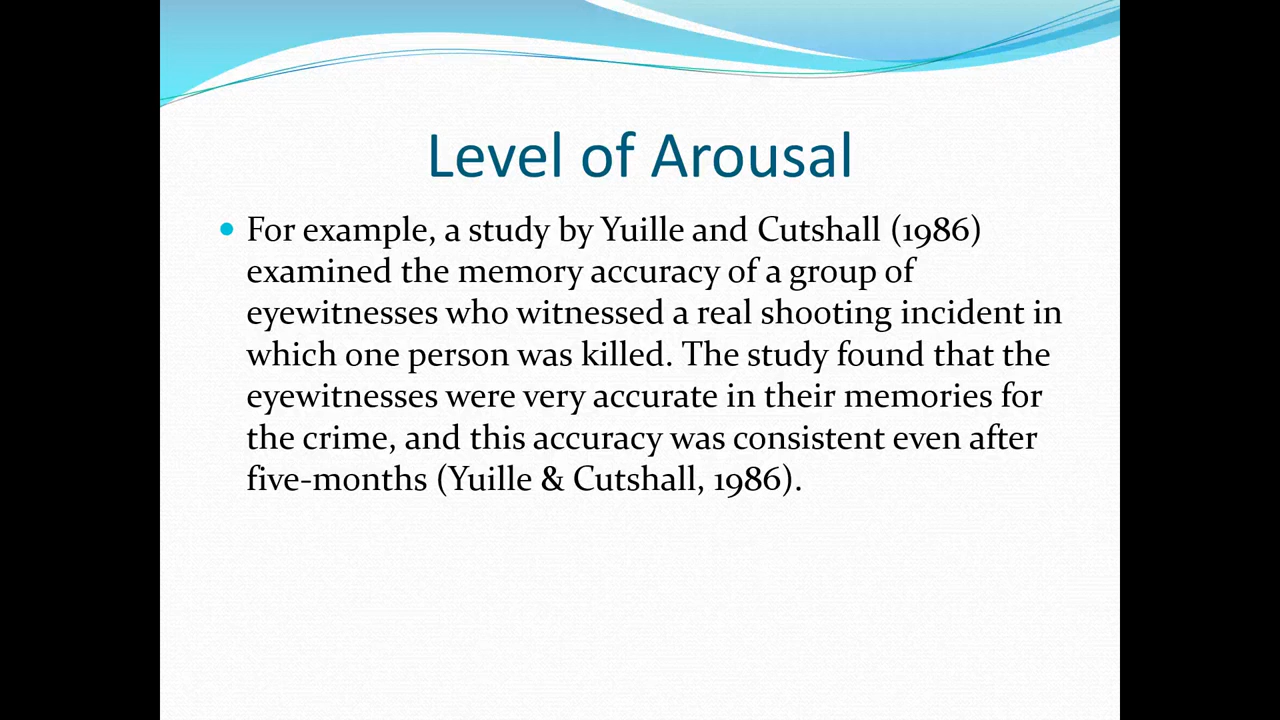 Level of Arousal
• For example, a study by Yuille and Cutshall (1986)
examined the memory accuracy of a group of
eyewitnesses who witnessed a real shooting incident in
which one person was killed. The study found that the
eyewitnesses were very accurate in their memories for
the crime, and this accuracy was consistent even after
five-months (Yuille & Cutshall, 1986).